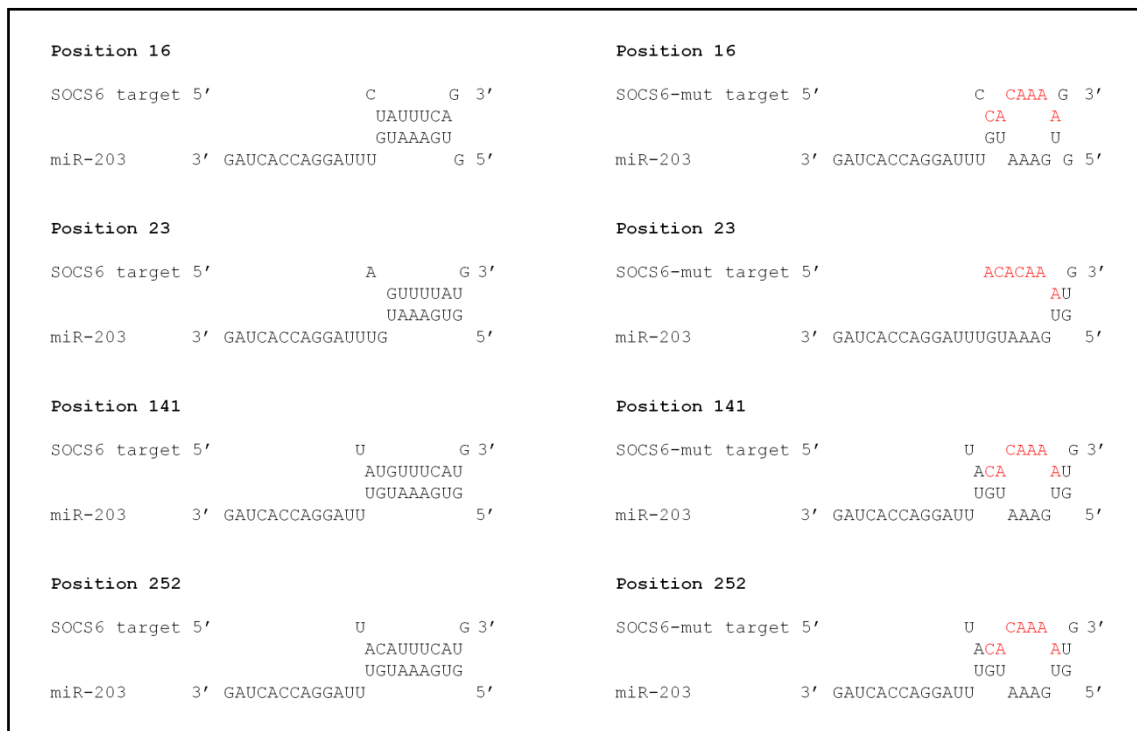 Position 16
SOCS6 target 5′ C G 3′
UAUUUCA
GUAAAGU
miR-203 3′ GAUCACCAGGAUUU G 5′
Position 23
SOCS6 target 5′ A G 3′
GUUUUAU
UAAAGUG
miR-203 3′ GAUCACCAGGAUUUG 5′
Position 141
SOCS6 target 5′ U G 3′
AUGUUUCAU
UGUAAAGUG
miR-203 3′ GAUCACCAGGAUU 5′
Position 252
SOCS6 target 5′ U G 3′
ACAUUUCAU
UGUAAAGUG
miR-203 3′ GAUCACCAGGAUU 5′
Position 16
SOCS6-mut target 5′ C CAAA G 3′
CA A
GU U
3′ GAUCACCAGGAUUU AAAG G 5′
Position 23
SOCS6-mut target 5′ ACACAA G 3′
AU
UG
miR-203 3′ GAUCACCAGGAUUUGUAAAG 5′
Position 141
SOCS6-mut target 5′ U CAAA G 3′
ACA AU
UGU UG
miR-203 3′ GAUCACCAGGAUU AAAG 5′
Position 252
SOCS6-mut target 5′ U CAAA G 3′
ACA AU
UGU UG
miR-203 3′ GAUCACCAGGAUU AAAG 5′